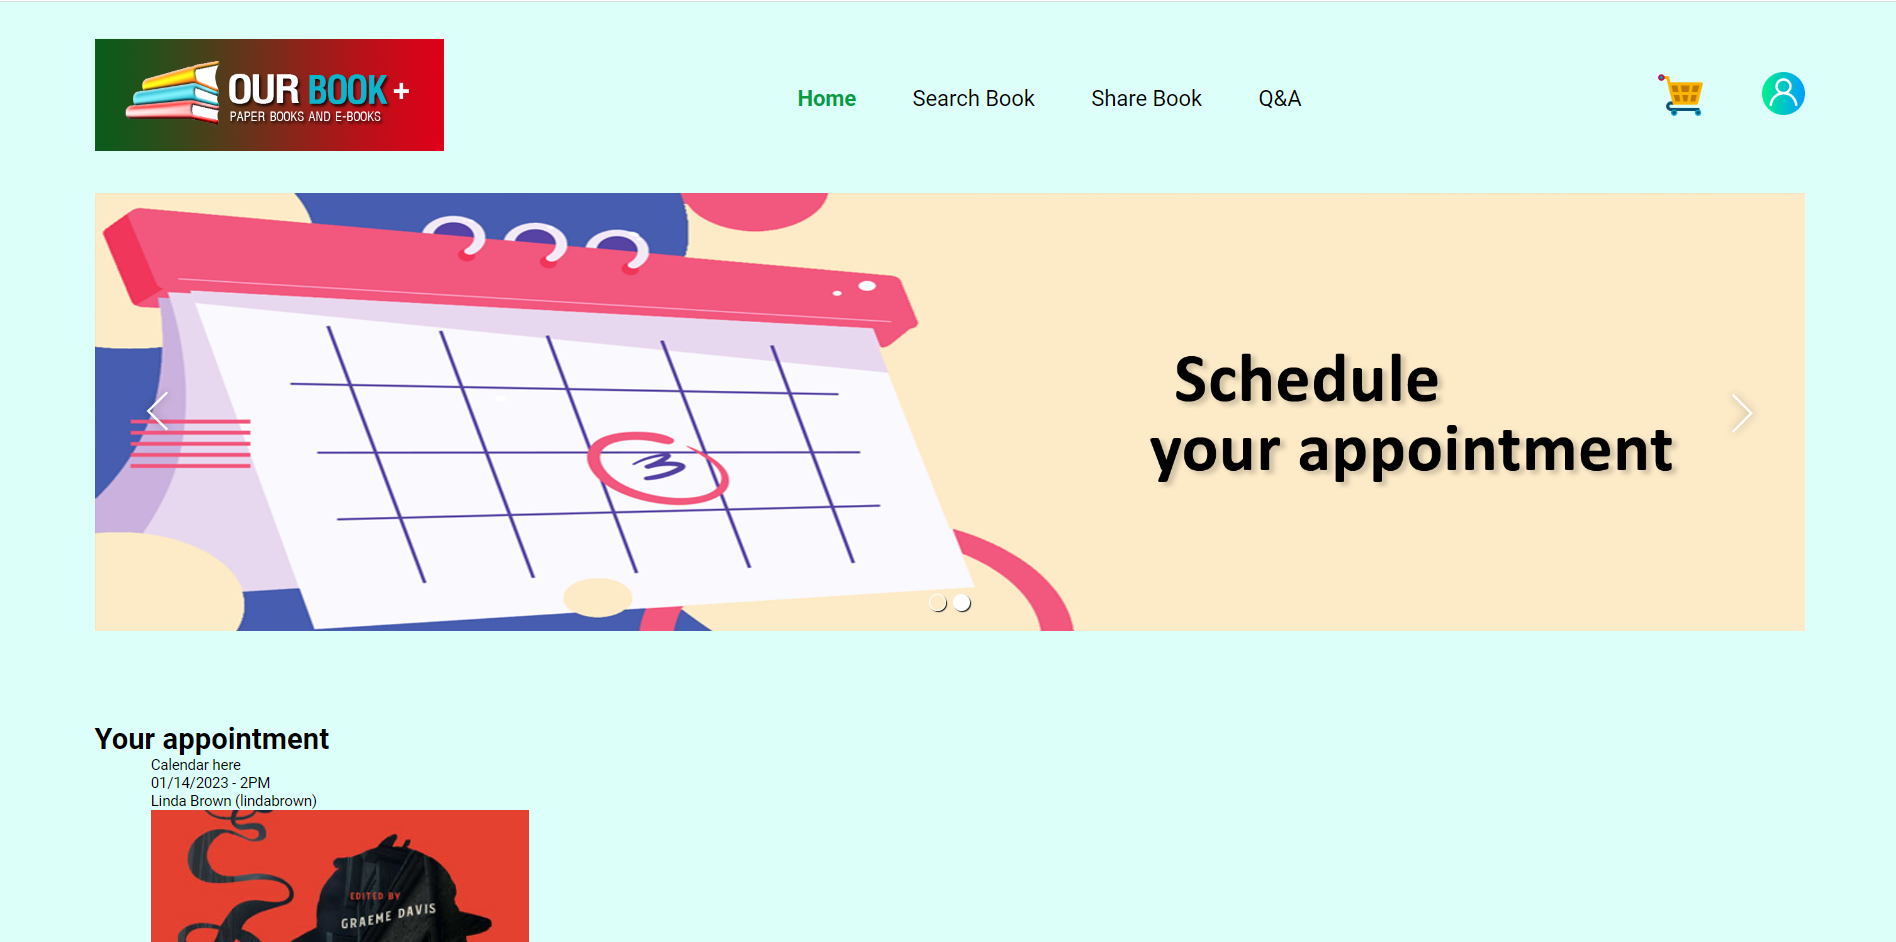 OUR BOOK +
PAPER BOOKS AND E-BOOKS
Home
Search Book
Share Book
Q&A
3
Schedule
your appointment
Your appointment
Calendar here
01/14/2023 - 2PM
Linda Brown (lindabrown)
EDITED BY
GRAEME DAVIS